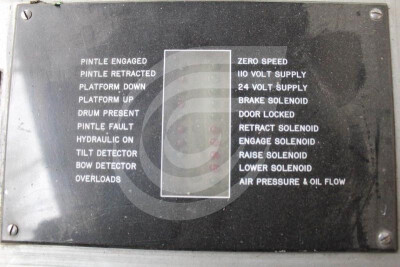 PINTLE ENGAGED
PINTLE RETRACTED
PLATFORM DOWN
PLATFORM UP
DRUM PRESENT
PINTLE FAULT
HYDRAULIC ON
TILT DETECTOR
BOW DETECTOR
OVERLOADS
ZERO SPEED
110 VOLT SUPPLY
24 VOLT SUPPLY
BRAKE SOLENOID
DOOR LOCKED
RETRACT SOLENOID
ENGAGE SOLENOID
RAISE SOLENOID
LOWER SOLENOID
AIR PRESSURE & OIL FLOW